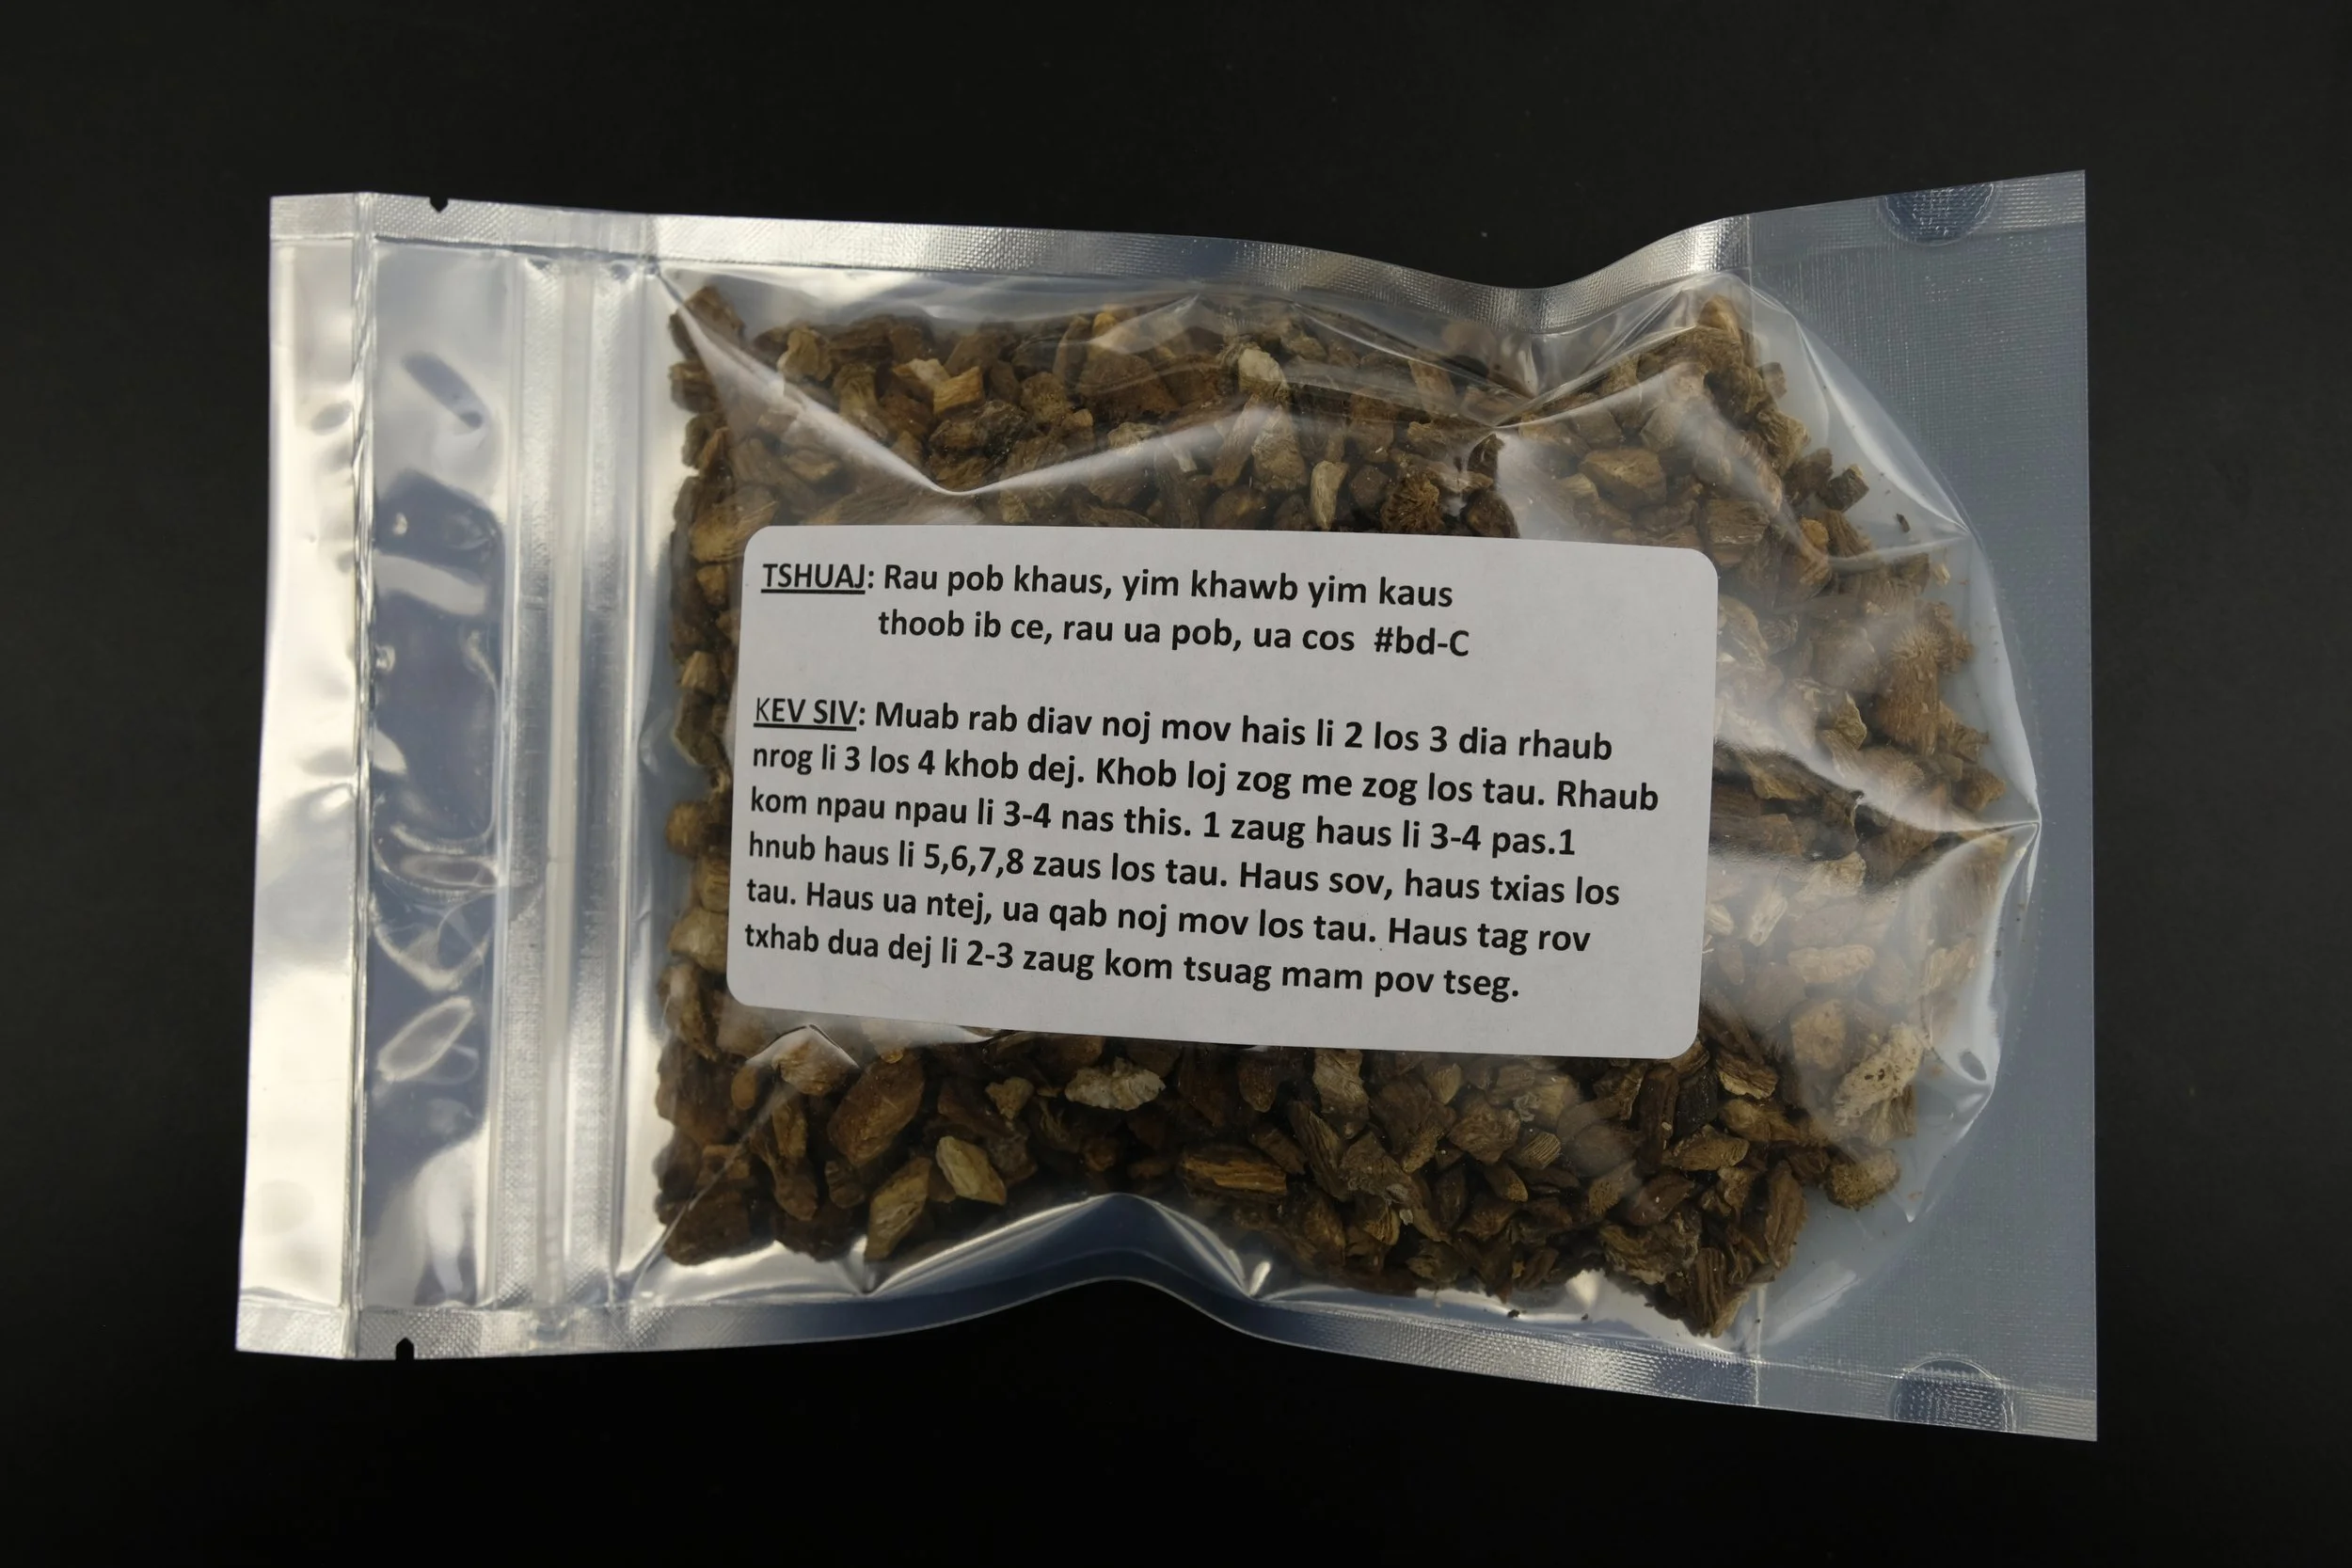 TSHUAJ: Rau pob khaus, yim khawb yim kaus
thoob ib ce, rau ua pob, ua cos #bd-C
KEV SIV: Muab rab diav noj mov hais li 2 los 3 dia rhaub
nrog li 3 los 4 khob dej. Khob loj zog me zog los tau. Rhaub
kom npau npau li 3-4 nas this. 1 zaug haus li 3-4 pas.1
hnub haus li 5,6,7,8 zaus los tau. Haus sov, haus txias los
tau. Haus ua ntej, ua qab noj mov los tau. Haus tag rov
txhab dua dej li 2-3 zaug kom tsuag mam pov tseg.